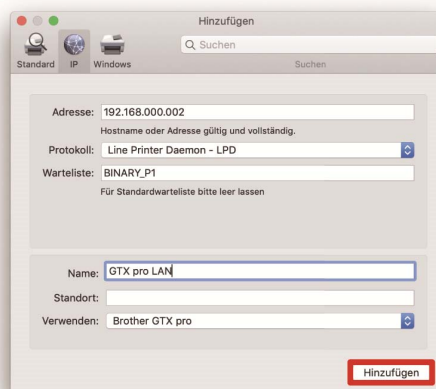 Hinzufügen
Suchen
Standard IP Windows
Suchen
Adresse: 192.168.000.002
Hostname oder Adresse gültig und vollständig.
Protokoll: Line Printer Daemon - LPD
Warteliste: BINARY_P1
Für Standardwarteliste bitte leer lassen
Name: GTX pro LAN
Standort:
Verwenden: Brother GTX pro
Hinzufügen